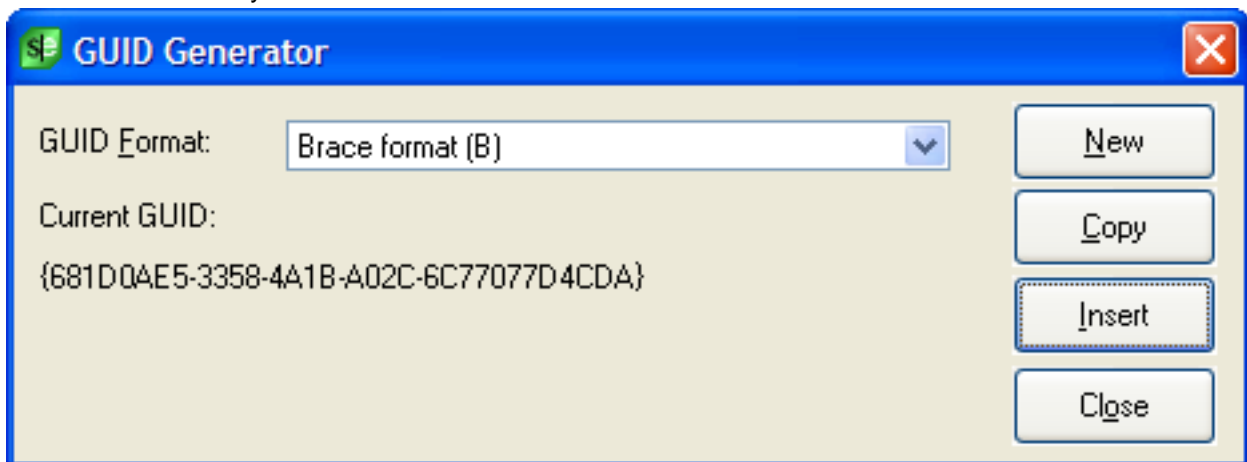 GUID Generator
GUID Format:
Brace format (B)
New
Current GUID:
Copy
{681D0AE5-3358-4A1B-A02C-6C77077D4CDA}
Insert
Close